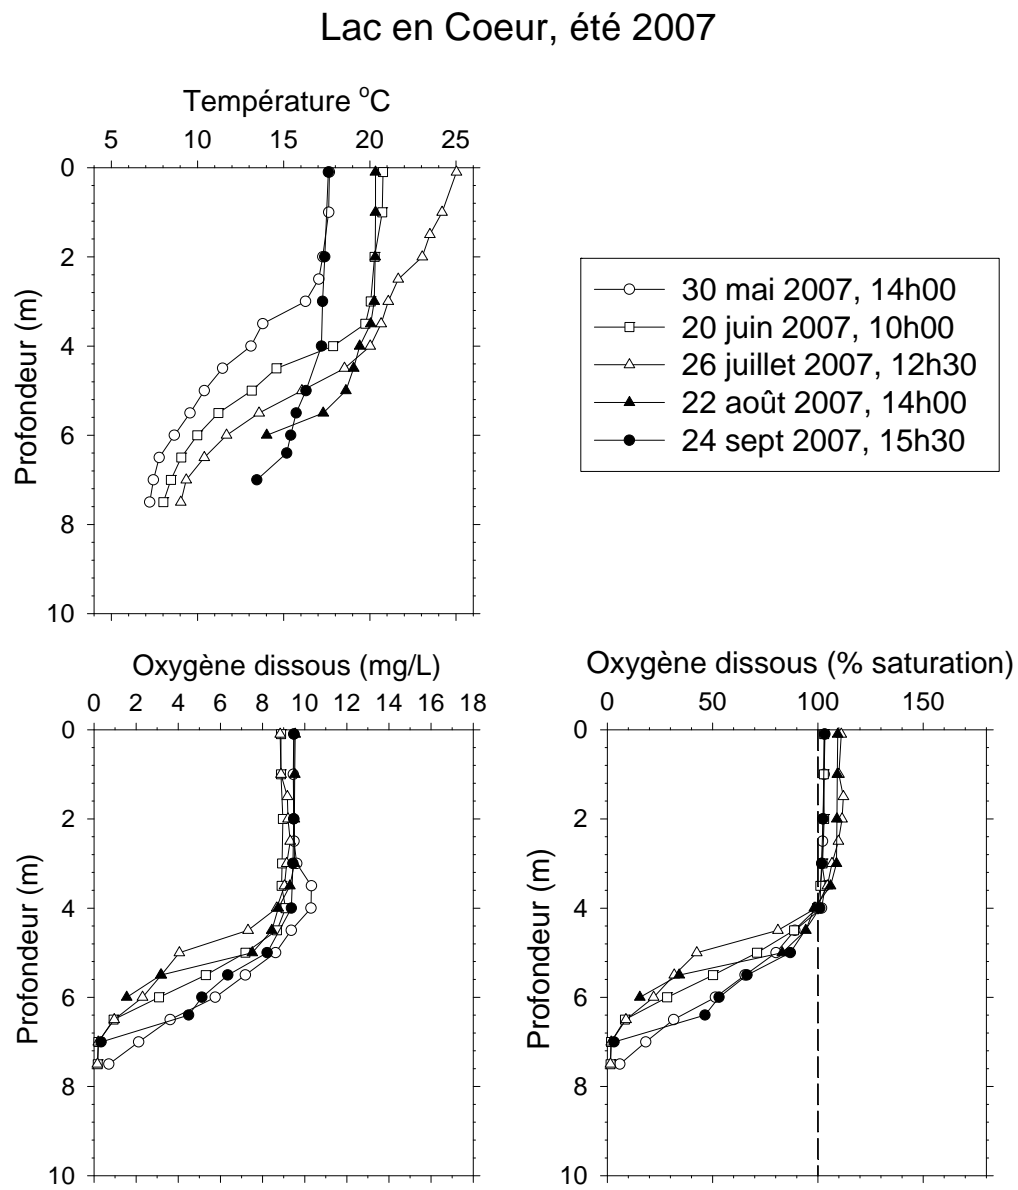 Lac en Coeur, été 2007
Température °C
5 10 15 20 25
0
2
4
6
8
10
Profondeur (m)
30 mai 2007, 14h00
20 juin 2007, 10h00
26 juillet 2007, 12h30
22 août 2007, 14h00
24 sept 2007, 15h30
Oxygène dissous (mg/L)
0 2 4 6 8 10 12 14 16 18
0
2
4
6
8
10
Profondeur (m)
Oxygène dissous (% saturation)
0 50 100 150
0
2
4
6
8
10
Profondeur (m)